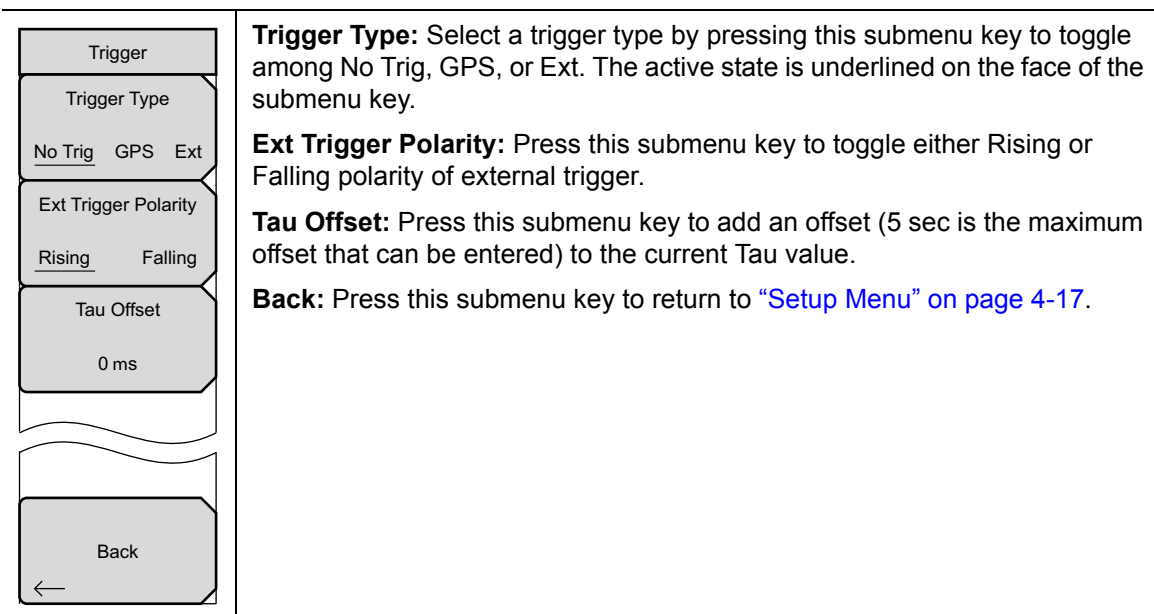 Trigger
Trigger Type
No Trig GPS Ext
Ext Trigger Polarity
Rising Falling
Tau Offset
0 ms
Back
Trigger Type: Select a trigger type by pressing this submenu key to toggle
among No Trig, GPS, or Ext. The active state is underlined on the face of the
submenu key.
Ext Trigger Polarity: Press this submenu key to toggle either Rising or
Falling polarity of external trigger.
Tau Offset: Press this submenu key to add an offset (5 sec is the maximum
offset that can be entered) to the current Tau value.
Back: Press this submenu key to return to “Setup Menu” on page 4-17.